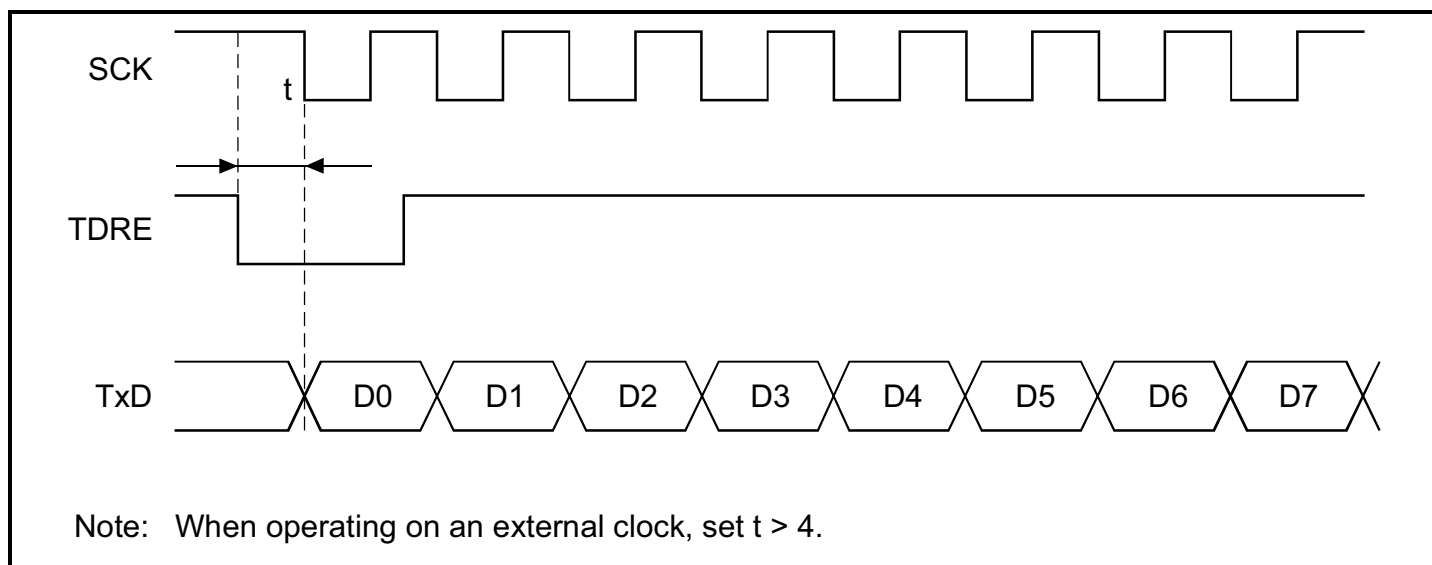 SCK
t
TDRE
TxD D0 D1 D2 D3 D4 D5 D6 D7
Note: When operating on an external clock, set t > 4.